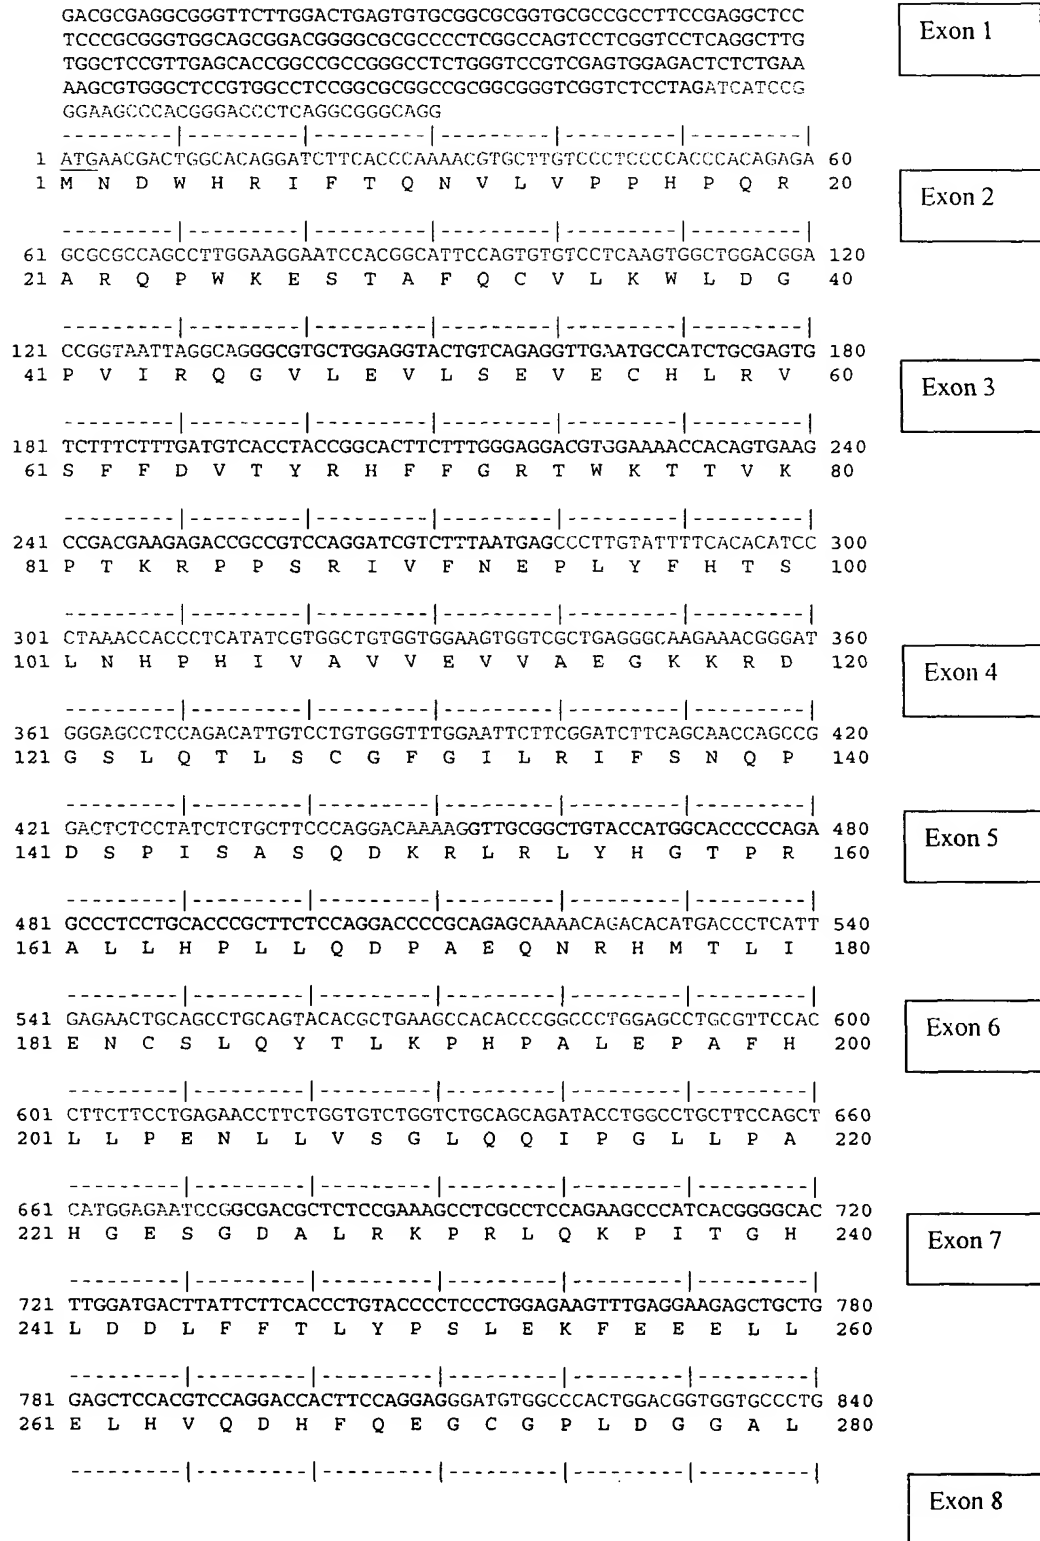 GACGCGAGGCGGGTTCTTGGACTGAGTGTGCGGCGCGGTGCGCCGCCTTCCGAGGCTCC
Exon 1
TCCCGCGGGTGGCAGCGGACGGGGCGCGCCCCTCGGCCAGTCCTCGGTCCTCAGGCTTG
TGGCTCCGTTGAGCACCGGCCGCCGGGCCTCTGGGTCCGTCGAGTGGAGACTCTCTGAA
AAGCGTGGGCTCCGTGGCCTCCGGCGCGGCCGCGGCGGGTCGGTCTCCTAGATCATCCG
GGAAGCCCACGGGACCCTCAGGCGGGCAGG
---------|---------|---------|---------|---------|---------|
1 ATGAACGACTGGCACAGGATCTTCACCCAAAACGTGCTTGTCCCTCCCCACCCACAGAGA 60
1 M N D W H R I F T Q N V L V P P H P Q R 20
Exon 2
---------|---------|---------|---------|---------|---------|
61 GCGCGCCAGCCTTGGAAGGAATCCACGGCATTCCAGTGTGTCCTCAAGTGGCTGGACGGA 120
21 A R Q P W K E S T A F Q C V L K W L D G 40
---------|---------|---------|---------|---------|---------|
121 CCGGTAATTAGGCAGGGCGTGCTGGAGGTACTGTCAGAGGTTGAATGCCATCTGCGAGTG 180
41 P V I R Q G V L E V L S E V E C H L R V 60
Exon 3
---------|---------|---------|---------|---------|---------|
181 TCTTTCTTTGATGTCACCTACCGGCACTTCTTTGGGAGGACGTGGAAAACCACAGTGAAG 240
61 S F F D V T Y R H F F G R T W K T T V K 80
---------|---------|---------|---------|---------|---------|
241 CCGACGAAGAGACCGCCGTCCAGGATCGTCTTTAATGAGCCCTTGTATTTTCACACATCC 300
81 P T K R P P S R I V F N E P L Y F H T S 100
---------|---------|---------|---------|---------|---------|
301 CTAAACCACCCTCATATCGTGGCTGTGGTGGAAGTGGTCGCTGAGGGCAAGAAACGGGAT 360
101 L N H P H I V A V V E V V A E G K K R D 120
Exon 4
---------|---------|---------|---------|---------|---------|
361 GGGAGCCTCCAGACATTGTCCTGTGGGTTTGGAATTCTTCGGATCTTCAGCAACCAGCCG 420
121 G S L Q T L S C G F G I L R I F S N Q P 140
---------|---------|---------|---------|---------|---------|
421 GACTCTCCTATCTCTGCTTCCCAGGACAAAAGGTTGCGGCTGTACCATGGCACCCCCAGA 480
141 D S P I S A S Q D K R L R L Y H G T P R 160
Exon 5
---------|---------|---------|---------|---------|---------|
481 GCCCTCCTGCACCCGCTTCTCCAGGACCCCGCAGAGCAAAACAGACACATGACCCTCATT 540
161 A L L H P L L Q D P A E Q N R H M T L I 180
---------|---------|---------|---------|---------|---------|
541 GAGAACTGCAGCCTGCAGTACACGCTGAAGCCACACCCGGCCCTGGAGCCTGCGTTCCAC 600
181 E N C S L Q Y T L K P H P A L E P A F H 200
Exon 6
---------|---------|---------|---------|---------|---------|
601 CTTCTTCCTGAGAACCTTCTGGTGTCTGGTCTGCAGCAGATACCTGGCCTGCTTCCAGCT 660
201 L L P E N L L V S G L Q Q I P G L L P A 220
---------|---------|---------|---------|---------|---------|
661 CATGGAGAATCCGGCGACGCTCTCCGAAAGCCTCGCCTCCAGAAGCCCATCACGGGGCAC 720
221 H G E S G D A L R K P R L Q K P I T G H 240
Exon 7
---------|---------|---------|---------|---------|---------|
721 TTGGATGACTTATTCTTCACCCTGTACCCCTCCCTGGAGAAGTTTGAGGAAGAGCTGCTG 780
241 L D D L F F T L Y P S L E K F E E E L L 260
---------|---------|---------|---------|---------|---------|
781 GAGCTCCACGTCCAGGACCACTTCCAGGAGGGATGTGGCCCACTGGACGGTGGTGCCCTG 840
261 E L H V Q D H F Q E G C G P L D G G A L 280
---------|---------|---------|---------|---------|---------|
Exon 8